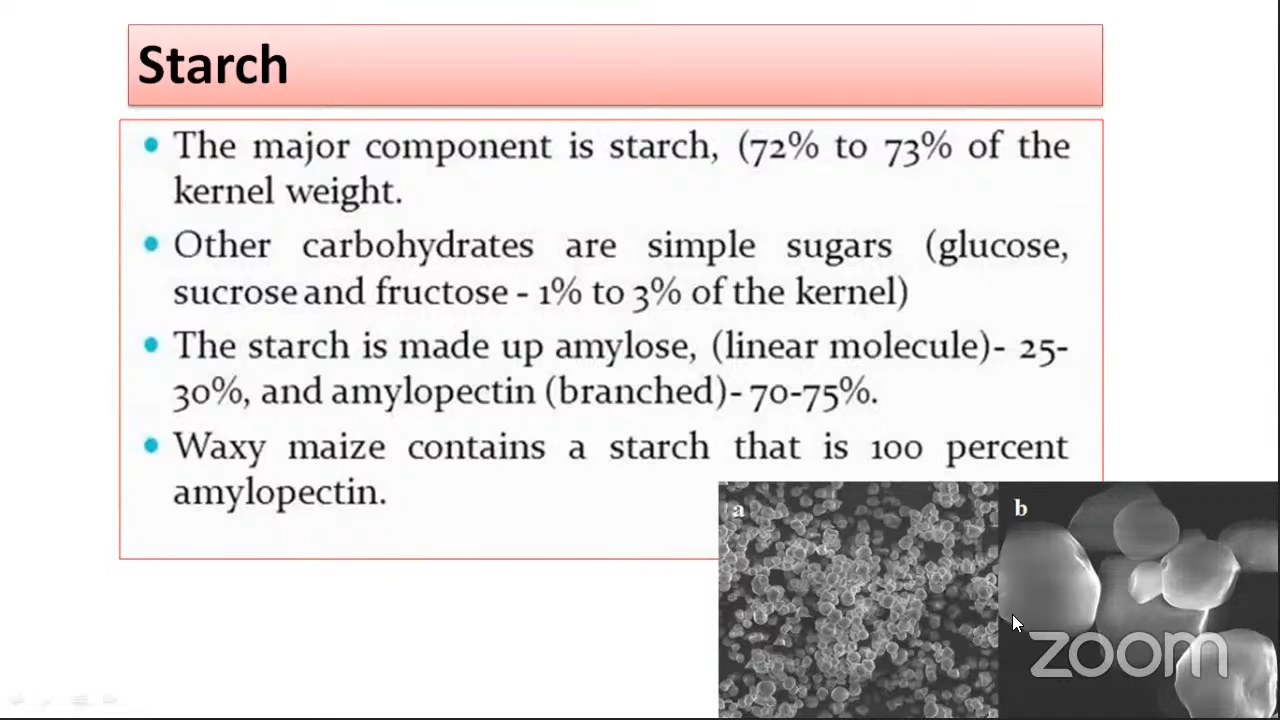 Starch
• The major component is starch, (72% to 73% of the
kernel weight.
• Other carbohydrates are simple sugars (glucose,
sucrose and fructose - 1% to 3% of the kernel)
• The starch is made up amylose, (linear molecule)- 25-
30%, and amylopectin (branched)- 70-75%.
• Waxy maize contains a starch that is 100 percent
amylopectin.
a
b
zoom